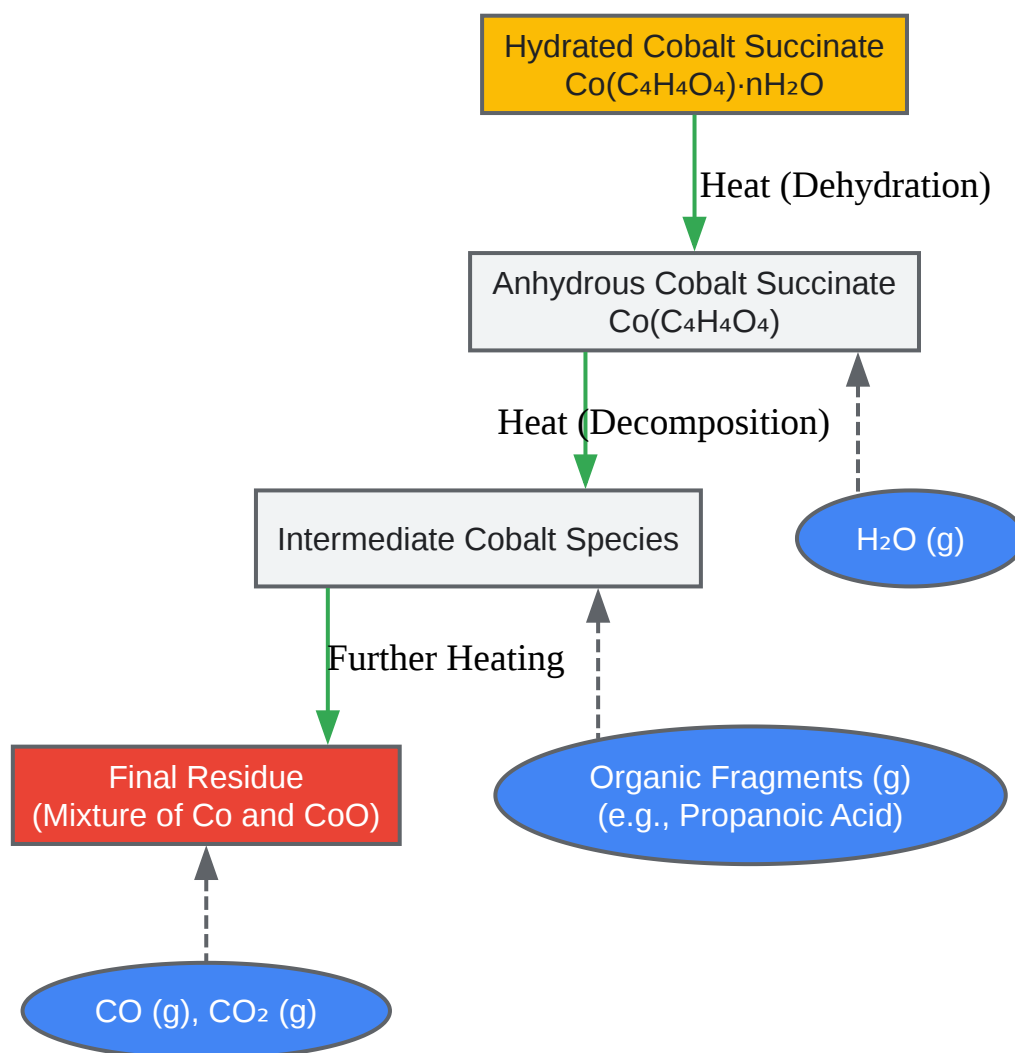 Hydrated Cobalt Succinate
Co(C₄H₄O₄)·nH₂O
Heat (Dehydration)
Anhydrous Cobalt Succinate
Co(C₄H₄O₄)
Heat (Decomposition)
Intermediate Cobalt Species
H₂O (g)
Further Heating
Final Residue
(Mixture of Co and CoO)
Organic Fragments (g)
(e.g., Propanoic Acid)
CO (g), CO₂ (g)